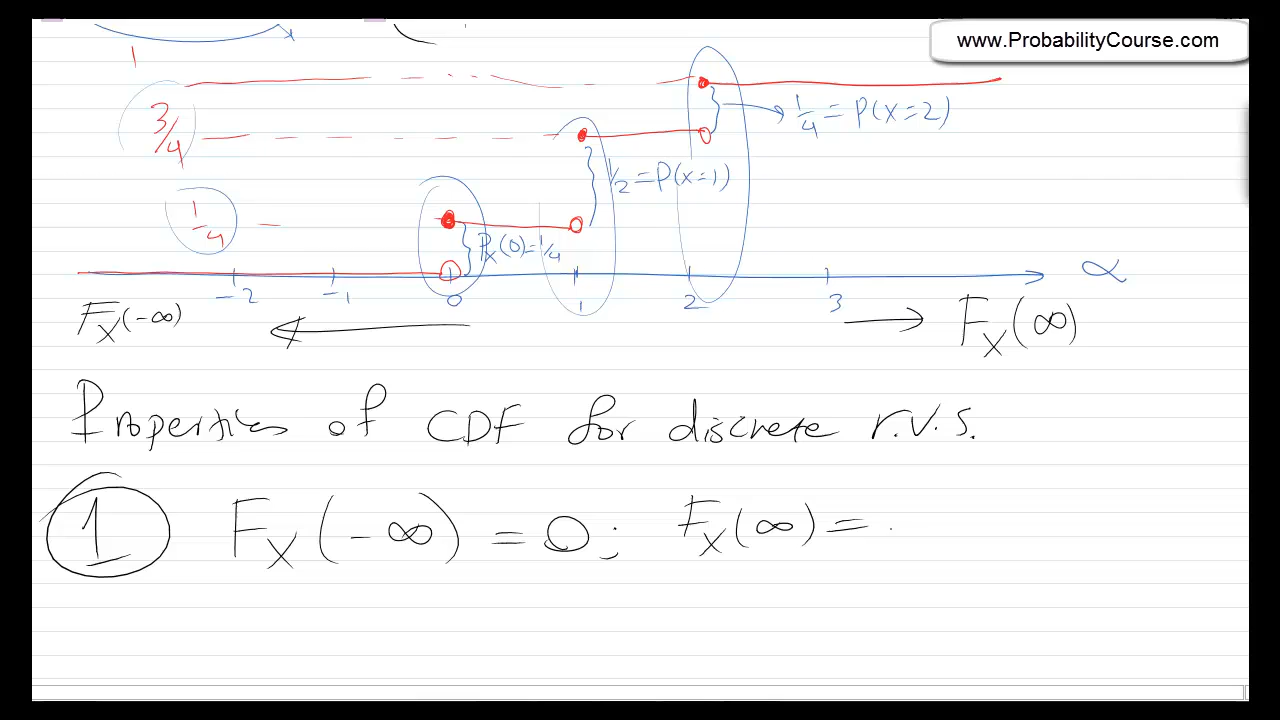 www.ProbabilityCourse.com
1
3/4
1/4 = P(X=2)
1/2 = P(X=1)
1/4
P_X(0) = 1/4
-2 -1 0 1 2 3 x
F_X(-∞) F_X(∞)
Properties of CDF for discrete r.v.s.
1 F_X(-∞) = 0; F_X(∞) =